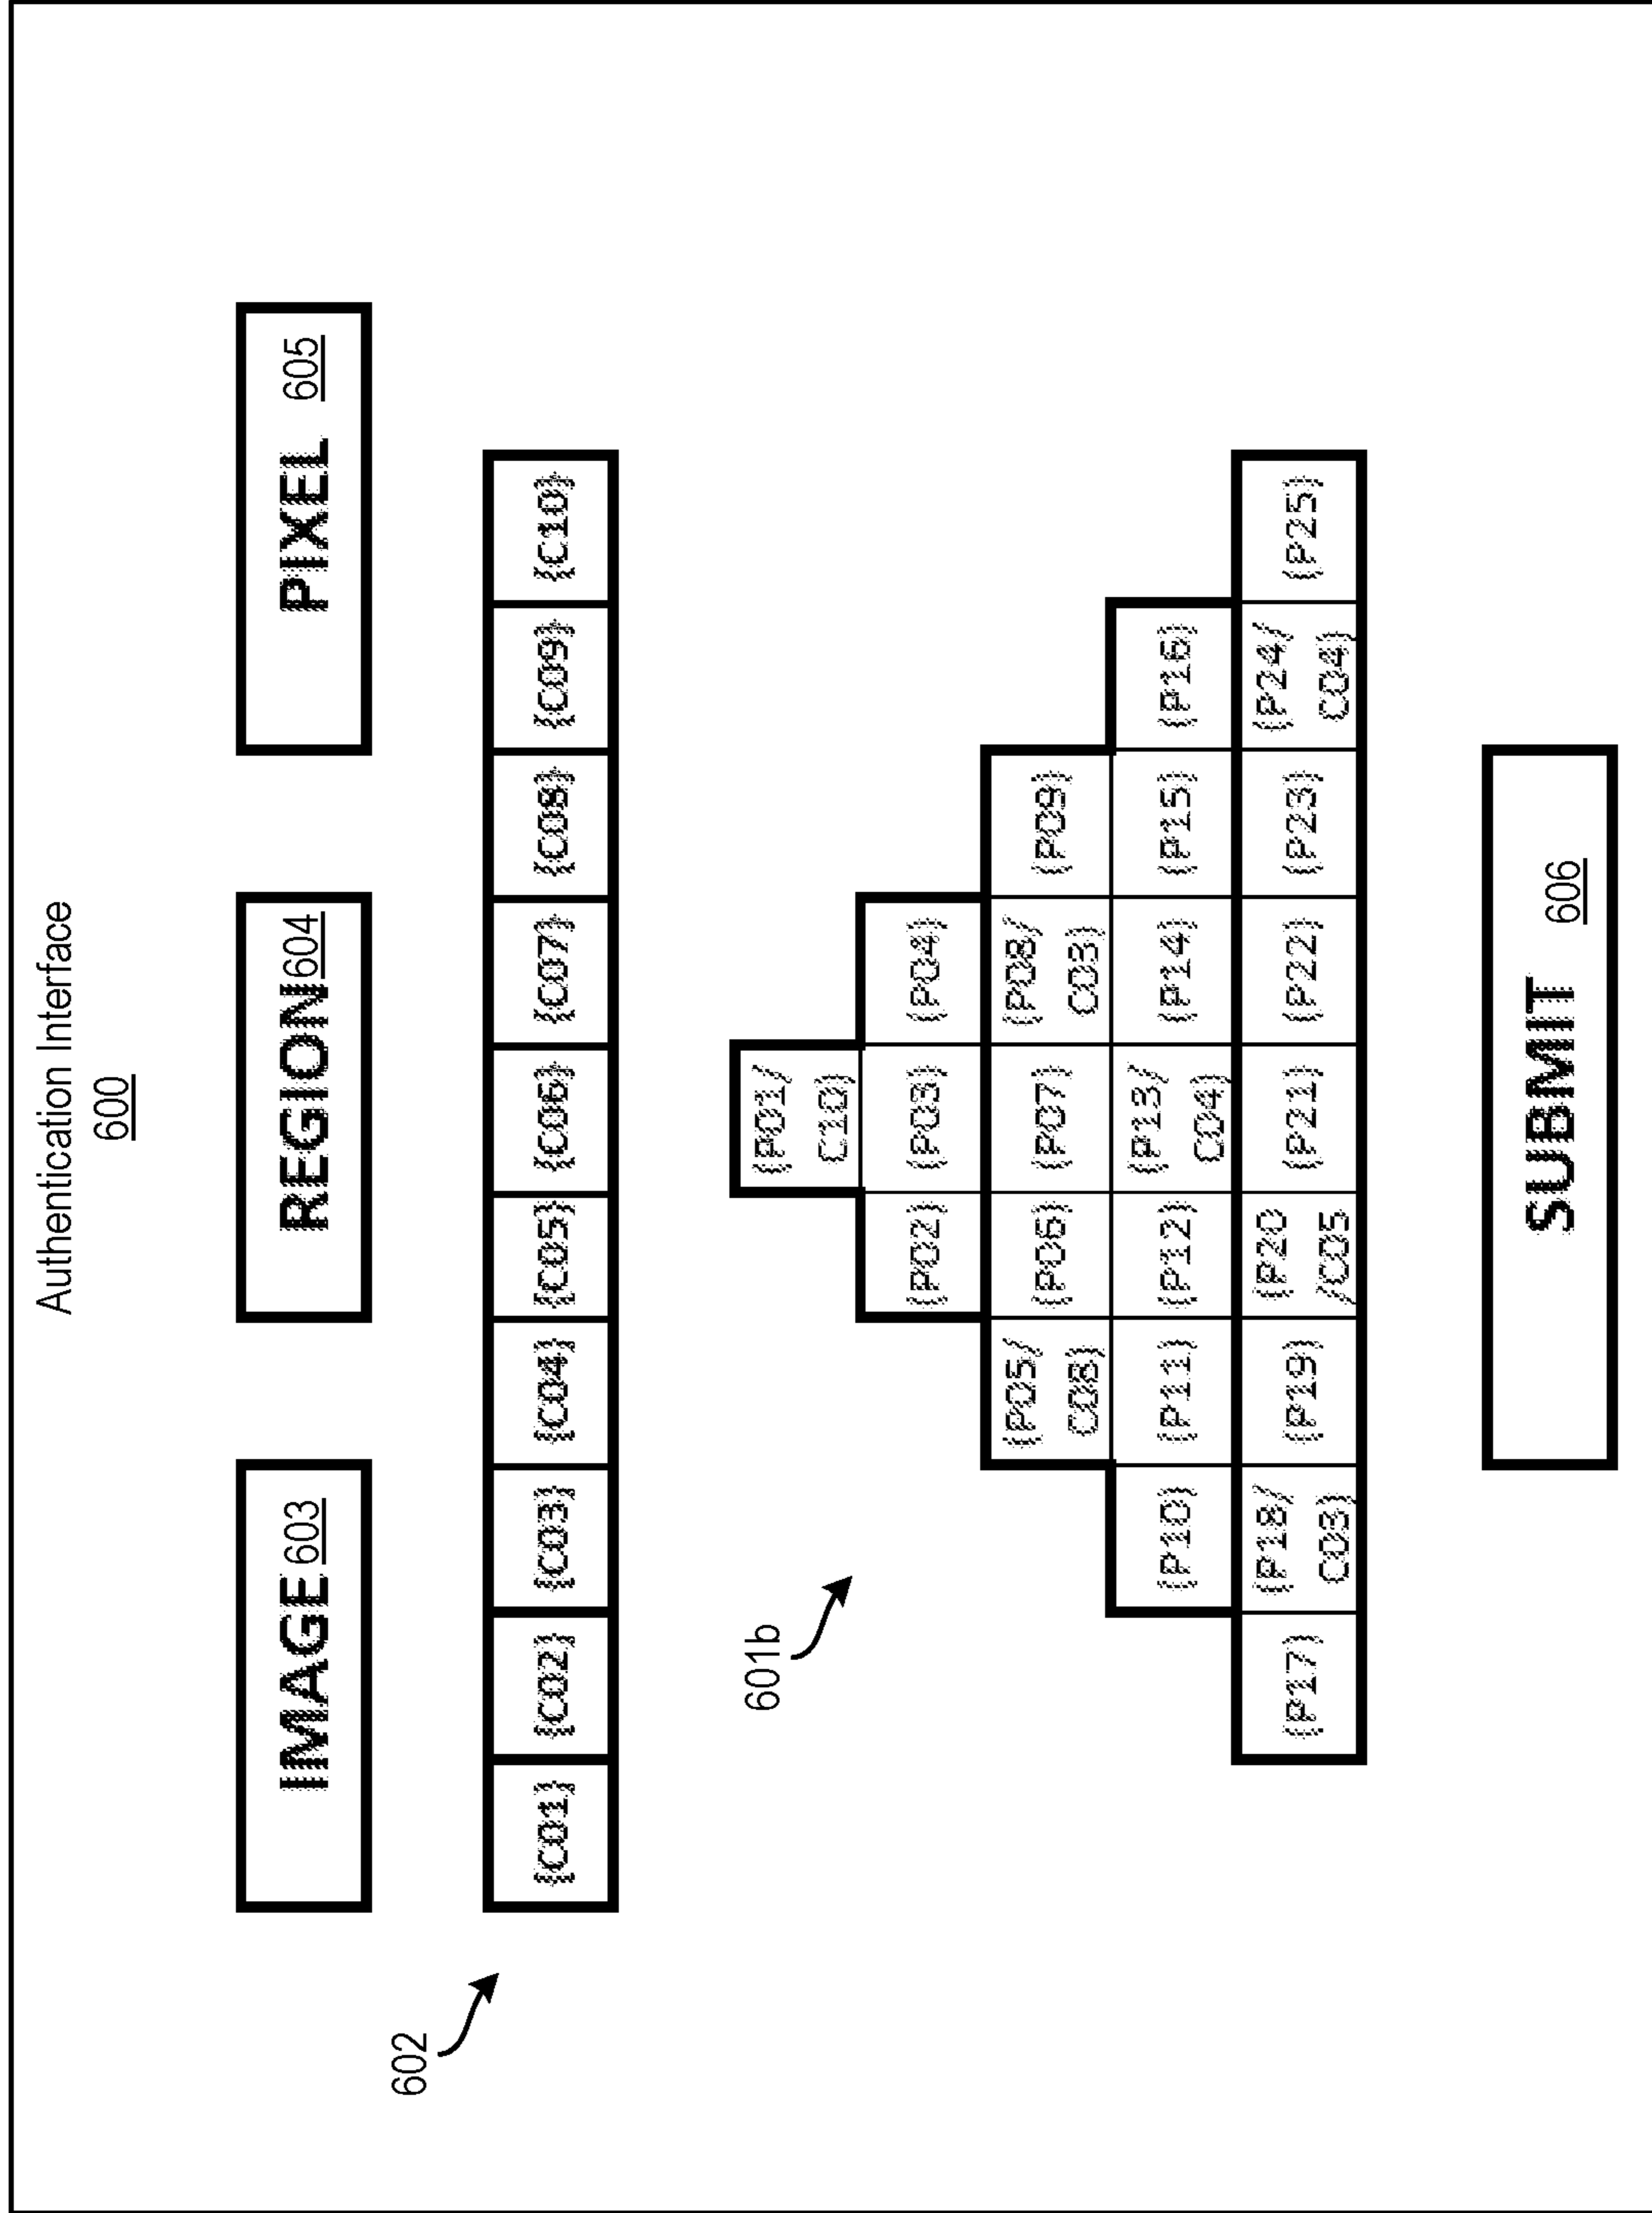 Authentication Interface
600
IMAGE 603 REGION 604 PIXEL 605
602
{C01} {C02} {C03} {C04} {C05} {C06} {C07} {C08} {C09} {C10}
601b
{P01/
C10}
{P02} {P03} {P04}
{P05/
C08}
{P06} {P07}
{P08/
C03}
{P09}
{P10} {P11} {P12}
{P13/
C04}
{P14} {P15} {P16}
{P17}
{P18/
C03}
{P19}
{P20
/C05
{P21} {P22} {P23}
{P24/
C04}
{P25}
SUBMIT 606